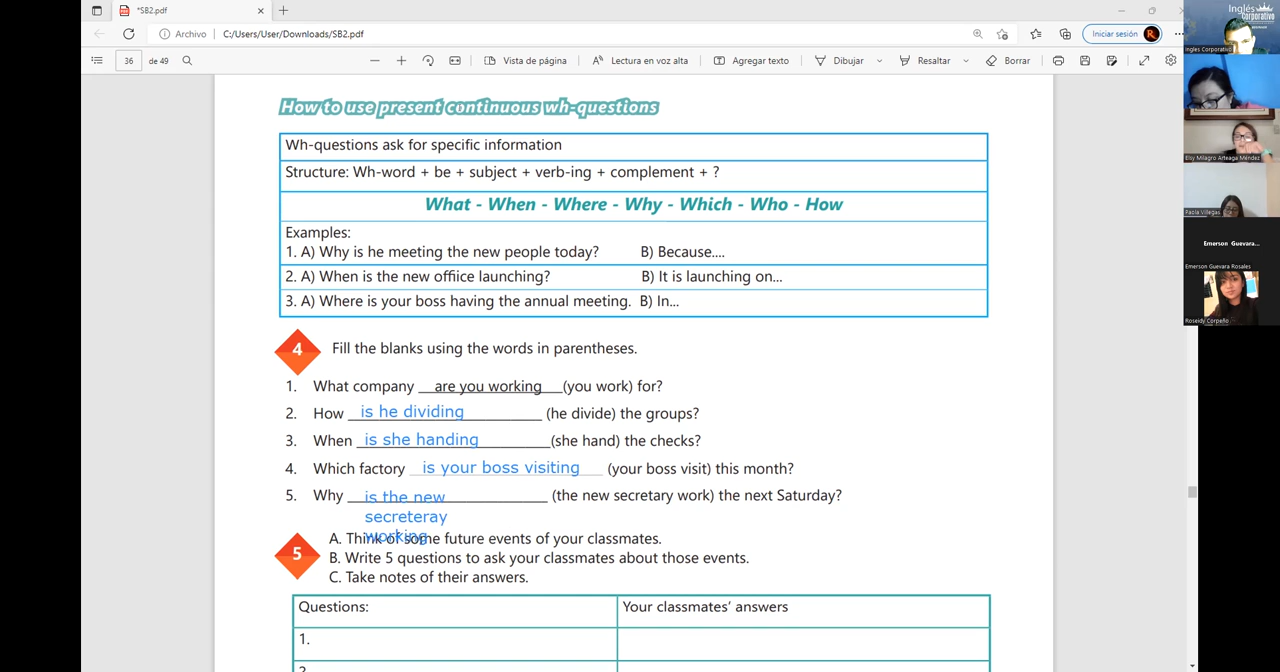 *SB2.pdf
Archivo
C:/Users/User/Downloads/SB2.pdf
Iniciar sesión
R
36
de 49
Vista de página
Lectura en voz alta
Agregar texto
Dibujar
Resaltar
Borrar
How to use present continuous wh-questions
Wh-questions ask for specific information
Structure: Wh-word + be + subject + verb-ing + complement + ?
What - When - Where - Why - Which - Who - How
Examples:
1. A) Why is he meeting the new people today? B) Because....
2. A) When is the new office launching? B) It is launching on...
3. A) Where is your boss having the annual meeting. B) In...
4
Fill the blanks using the words in parentheses.
1. What company __are you working___(you work) for?
2. How is he dividing (he divide) the groups?
3. When is she handing (she hand) the checks?
4. Which factory is your boss visiting (your boss visit) this month?
5. Why is the new (the new secretary work) the next Saturday?
secreteray
working
5
A. Think of some future events of your classmates.
B. Write 5 questions to ask your classmates about those events.
C. Take notes of their answers.
Questions: Your classmates’ answers
1.
2.
Inglés
Corporativo
Ingles Corporativo
Elsy Milagro Arteaga Méndez
Paola Villegas
Emerson Guevara...
Emerson Guevara Rosales
Roseidy Corpeño